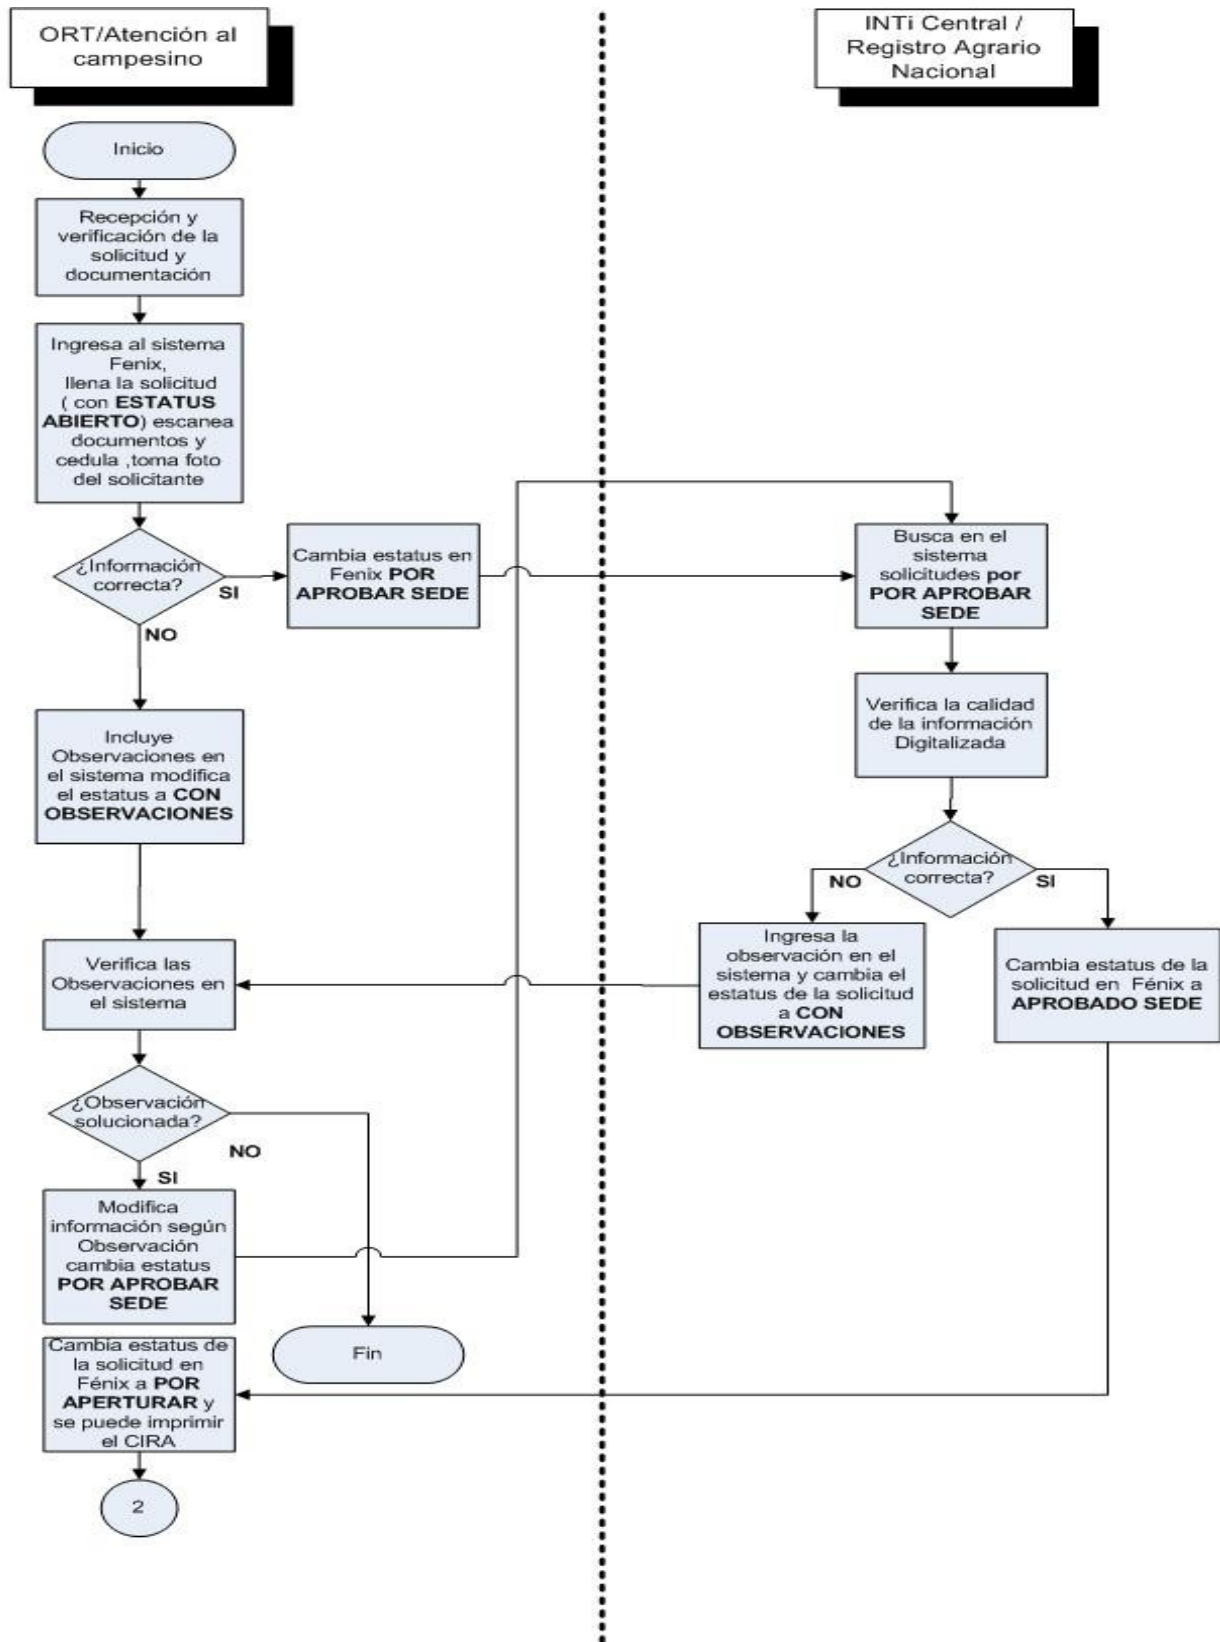 ORT/Atención al
campesino
INTi Central /
Registro Agrario
Nacional
Inicio
Recepción y
verificación de la
solicitud y
documentación
Ingresa al sistema
Fenix,
llena la solicitud
( con ESTATUS
ABIERTO) escanea
documentos y
cedula ,toma foto
del solicitante
¿Información
correcta?
SI
NO
Cambia estatus en
Fenix POR
APROBAR SEDE
Busca en el
sistema
solicitudes por
POR APROBAR
SEDE
Verifica la calidad
de la información
Digitalizada
Incluye
Observaciones en
el sistema modifica
el estatus a CON
OBSERVACIONES
¿Información
correcta?
NO
SI
Ingresa la
observación en el
sistema y cambia el
estatus de la solicitud
a CON
OBSERVACIONES
Cambia estatus de la
solicitud en Fénix a
APROBADO SEDE
Verifica las
Observaciones en
el sistema
¿Observación
solucionada?
NO
SI
Modifica
información según
Observación
cambia estatus
POR APROBAR
SEDE
Fin
Cambia estatus de
la solicitud en
Fénix a POR
APERTURAR y
se puede imprimir
el CIRA
2